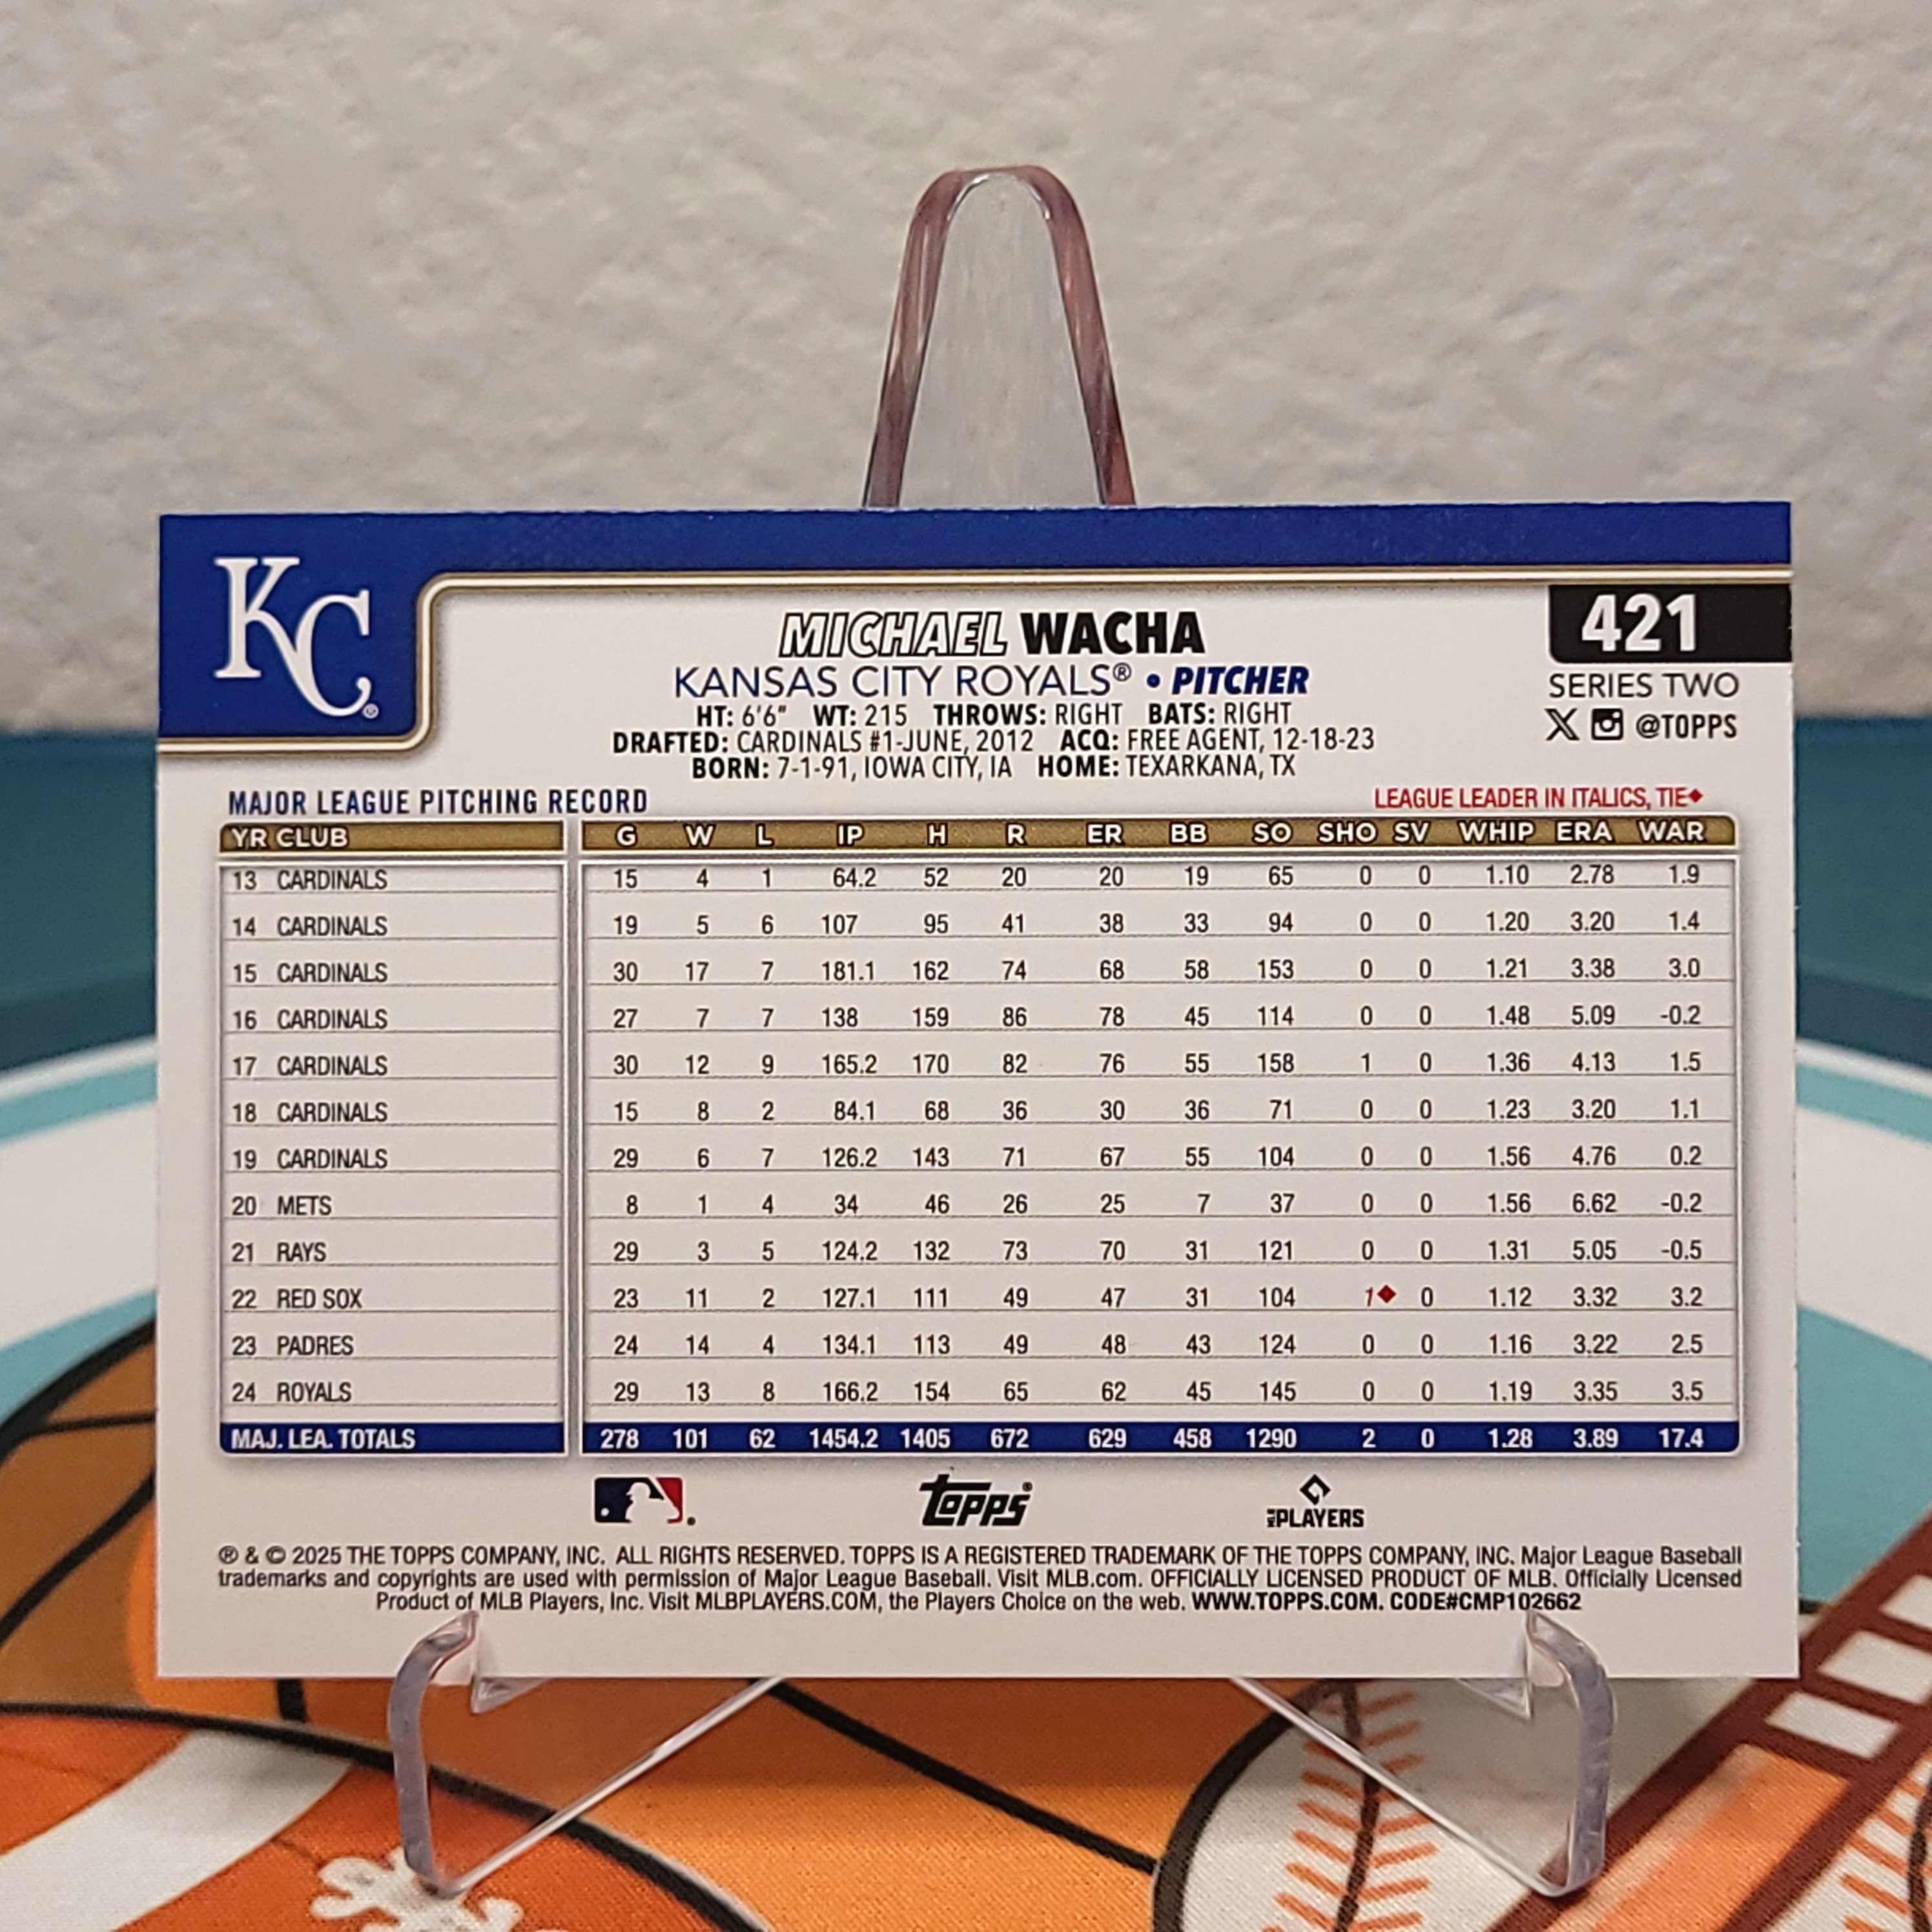 KC®
MICHAEL WACHA
421
KANSAS CITY ROYALS® • PITCHER
SERIES TWO
HT: 6'6" WT: 215 THROWS: RIGHT BATS: RIGHT
X @TOPPS
DRAFTED: CARDINALS #1-JUNE, 2012 ACQ: FREE AGENT, 12-18-23
BORN: 7-1-91, IOWA CITY, IA HOME: TEXARKANA, TX
MAJOR LEAGUE PITCHING RECORD LEAGUE LEADER IN ITALICS, TIE◆
YR CLUB G W L IP H R ER BB SO SHO SV WHIP ERA WAR
13 CARDINALS 15 4 1 64.2 52 20 20 19 65 0 0 1.10 2.78 1.9
14 CARDINALS 19 5 6 107 95 41 38 33 94 0 0 1.20 3.20 1.4
15 CARDINALS 30 17 7 181.1 162 74 68 58 153 0 0 1.21 3.38 3.0
16 CARDINALS 27 7 7 138 159 86 78 45 114 0 0 1.48 5.09 -0.2
17 CARDINALS 30 12 9 165.2 170 82 76 55 158 1 0 1.36 4.13 1.5
18 CARDINALS 15 8 2 84.1 68 36 30 36 71 0 0 1.23 3.20 1.1
19 CARDINALS 29 6 7 126.2 143 71 67 55 104 0 0 1.56 4.76 0.2
20 METS 8 1 4 34 46 26 25 7 37 0 0 1.56 6.62 -0.2
21 RAYS 29 3 5 124.2 132 73 70 31 121 0 0 1.31 5.05 -0.5
22 RED SOX 23 11 2 127.1 111 49 47 31 104 1◆ 0 1.12 3.32 3.2
23 PADRES 24 14 4 134.1 113 49 48 43 124 0 0 1.16 3.22 2.5
24 ROYALS 29 13 8 166.2 154 65 62 45 145 0 0 1.19 3.35 3.5
MAJ. LEA. TOTALS 278 101 62 1454.2 1405 672 629 458 1290 2 0 1.28 3.89 17.4
topps® MLB PLAYERS
® & © 2025 THE TOPPS COMPANY, INC. ALL RIGHTS RESERVED. TOPPS IS A REGISTERED TRADEMARK OF THE TOPPS COMPANY, INC. Major League Baseball
trademarks and copyrights are used with permission of Major League Baseball. Visit MLB.com. OFFICIALLY LICENSED PRODUCT OF MLB. Officially Licensed
Product of MLB Players, Inc. Visit MLBPLAYERS.COM, the Players Choice on the web. WWW.TOPPS.COM. CODE#CMP102662